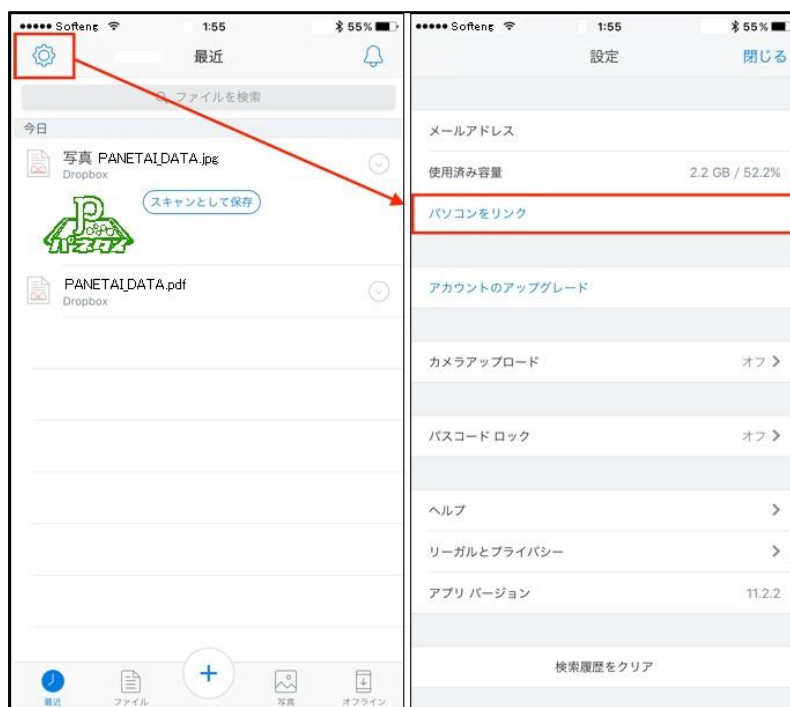 ●●●●● Softeng 1:55 55%
最近
ファイルを検索
今日
写真 PANETAI_DATA.jpg
Dropbox
スキャンとして保存
P
パネタイ
PANETAI_DATA.pdf
Dropbox
最近 ファイル + 写真 オフライン
●●●●● Softeng 1:55 55%
設定 閉じる
メールアドレス
使用済み容量 2.2 GB / 52.2%
パソコンをリンク
アカウントのアップグレード
カメラアップロード オフ
パスコード ロック オフ
ヘルプ
リーガルとプライバシー
アプリ バージョン 11.2.2
検索履歴をクリア